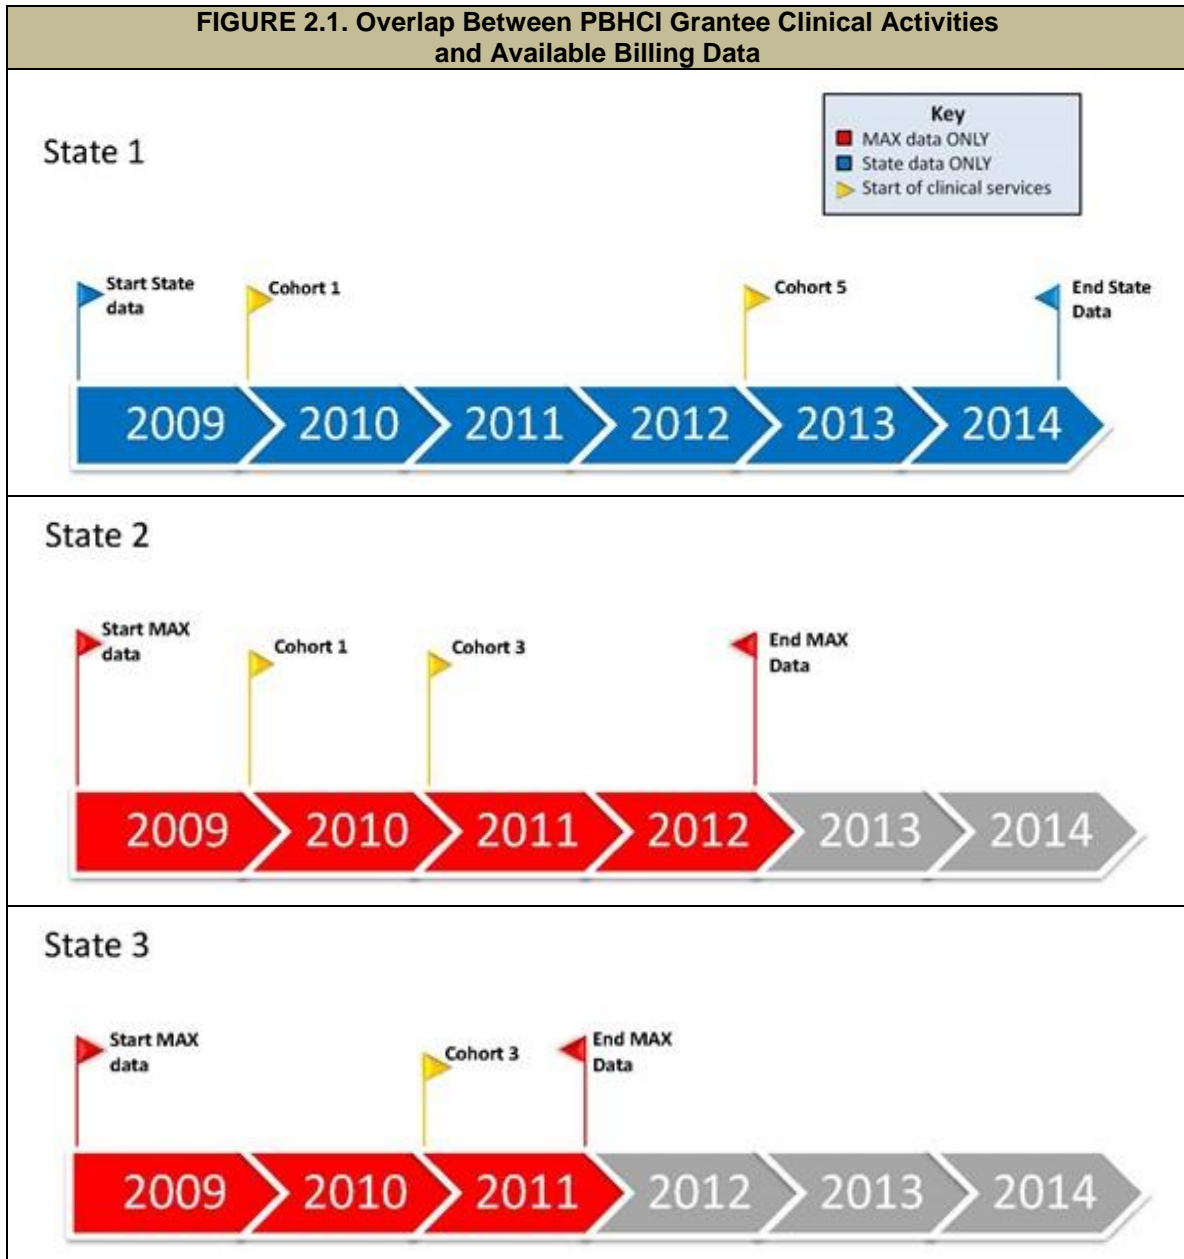 FIGURE 2.1. Overlap Between PBHCI Grantee Clinical Activities
and Available Billing Data
State 1
Key
MAX data ONLY
State data ONLY
Start of clinical services
Start State
data
Cohort 1
Cohort 5
End State
Data
2009
2010
2011
2012
2013
2014
State 2
Start MAX
data
Cohort 1
Cohort 3
End MAX
Data
2009
2010
2011
2012
2013
2014
State 3
Start MAX
data
Cohort 3
End MAX
Data
2009
2010
2011
2012
2013
2014